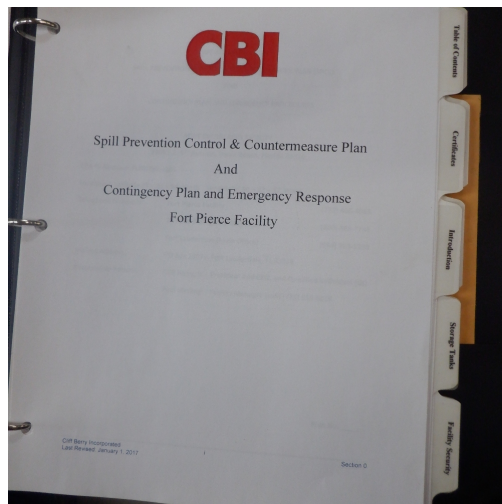 CBI
Spill Prevention Control & Countermeasure Plan
And
Contingency Plan and Emergency Response
Fort Pierce Facility
Cliff Berry Incorporated
Last Revised: January 1, 2017
i
Section 0
Table of Contents
Certificates
Introduction
Storage Tanks
Facility Security